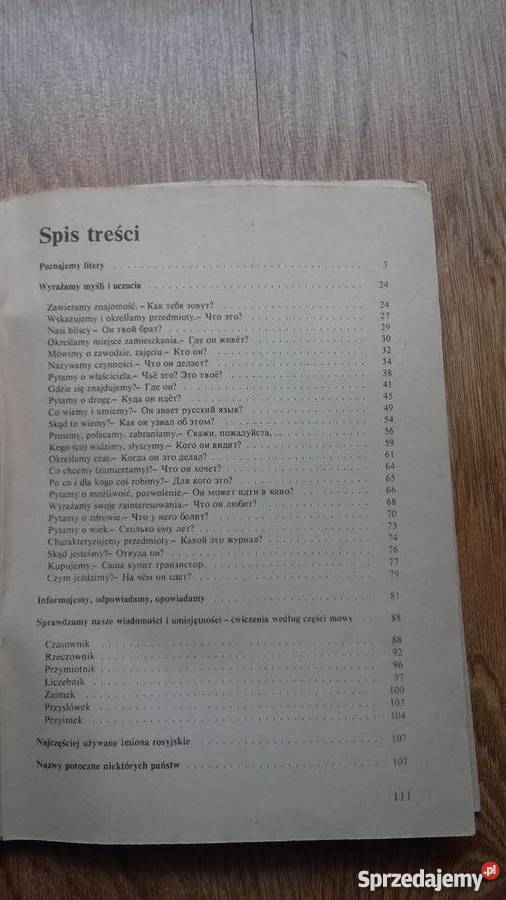 Spis treści
Poznajemy litery . . . . . . . . . . . . . . . . . . . . 3
Wyrażamy myśli i uczucia . . . . . . . . . . . . . . . . . . . . 24
Zawieramy znajomość. – Как тебя зовут? . . . . . . . . . . 24
Wskazujemy i określamy przedmioty.– Что это? . . . . . . . . . . 27
Nasi bliscy.– Он твой брат? . . . . . . . . . . 29
Określamy miejsce zamieszkania.– Где он живёт? . . . . . . . . . . 30
Mówimy o zawodzie, zajęciu.– Кто он? . . . . . . . . . . 32
Nazywamy czynności.– Что он делает? . . . . . . . . . . 34
Pytamy o właściciela.– Чьё это? Это твоё? . . . . . . . . . . 38
Gdzie się znajdujemy?– Где он? . . . . . . . . . . 41
Pytamy o drogę.– Куда он идёт? . . . . . . . . . . 45
Co wiemy i umiemy?– Он знает русский язык? . . . . . . . . . . 49
Skąd to wiemy?– Как он узнал об этом? . . . . . . . . . . 54
Prosimy, polecamy, zabraniamy.– Скажи, пожалуйста, ... . . . . . . . . . . 56
Kogo (co) widzimy, słyszymy.– Кого он видит? . . . . . . . . . . 59
Określamy czas.– Когда он это делал? . . . . . . . . . . 61
Co chcemy (zamierzamy)?– Что он хочет? . . . . . . . . . . 64
Po co i dla kogo coś robimy?– Для кого это? . . . . . . . . . . 65
Pytamy o możliwość, pozwolenie.– Он может идти в кино? . . . . . . . . . . 66
Wyrażamy swoje zainteresowania.– Что он любит? . . . . . . . . . . 68
Pytamy o zdrowie.– Что у него болит? . . . . . . . . . . 70
Pytamy o wiek.– Сколько ему лет? . . . . . . . . . . 73
Charakteryzujemy przedmioty.– Какой это журнал? . . . . . . . . . . 74
Skąd jesteśmy?– Откуда он? . . . . . . . . . . 76
Kupujemy.– Саша купит транзистор. . . . . . . . . . . 77
Czym jeździmy?– На чём он едет? . . . . . . . . . . 79
Informujemy, odpowiadamy, opowiadamy . . . . . . . . . . 81
Sprawdzamy nasze wiadomości i umiejętności – ćwiczenia według części mowy . . 88
Czasownik . . . . . . . . . . 88
Rzeczownik . . . . . . . . . . 92
Przymiotnik . . . . . . . . . . 96
Liczebnik . . . . . . . . . . 97
Zaimek . . . . . . . . . . 100
Przysłówek . . . . . . . . . . 103
Przyimek . . . . . . . . . . 104
Najczęściej używane imiona rosyjskie . . . . . . . . . . 107
Nazwy potoczne niektórych państw . . . . . . . . . . 107
111
Sprzedajemy.pl